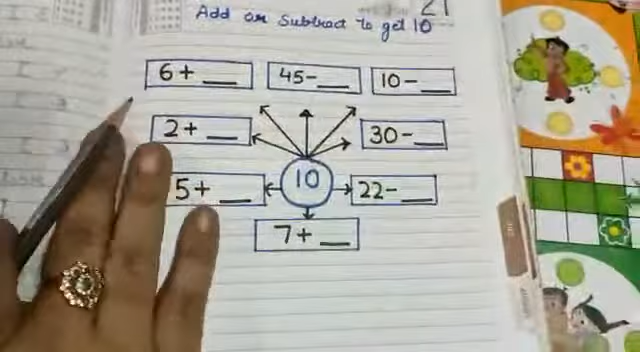 21
Add or Subtract to get 10
6 + __ 45 - __ 10 - __
2 + __ 30 - __
10
5 + __ 22 - __
7 + __